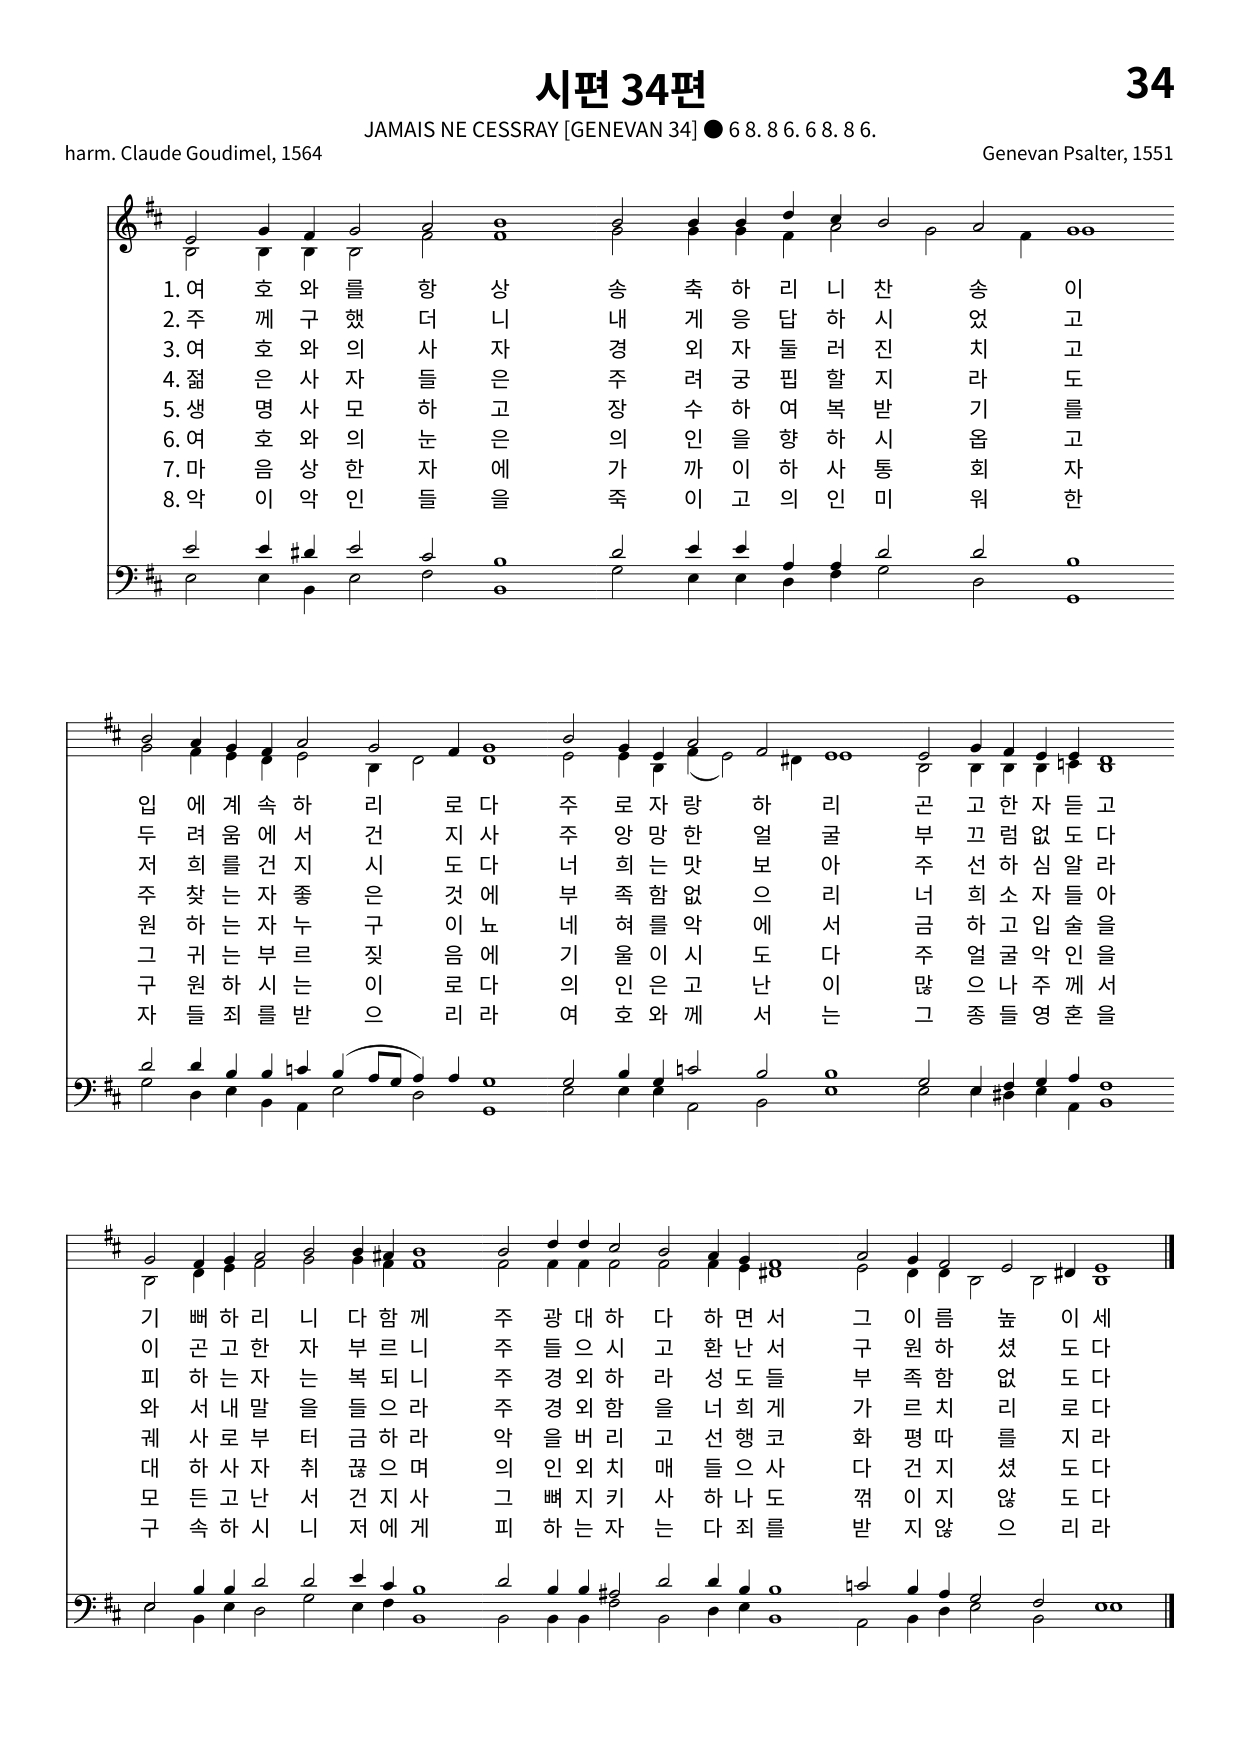 시편 34편
34
JAMAIS NE CESSRAY [GENEVAN 34] ● 6 8. 8 6. 6 8. 8 6.
harm. Claude Goudimel, 1564
Genevan Psalter, 1551
1. 여 호 와 를 항 상 송 축 하 리 니 찬 송 이
2. 주 께 구 했 더 니 내 게 응 답 하 시 었 고
3. 여 호 와 의 사 자 경 외 자 둘 러 진 치 고
4. 젊 은 사 자 들 은 주 려 궁 핍 할 지 라 도
5. 생 명 사 모 하 고 장 수 하 여 복 받 기 를
6. 여 호 와 의 눈 은 의 인 을 향 하 시 옵 고
7. 마 음 상 한 자 에 가 까 이 하 사 통 회 자
8. 악 이 악 인 들 을 죽 이 고 의 인 미 워 한
입 에 계 속 하 리 로 다 주 로 자 랑 하 리 곤 고 한 자 듣 고
두 려 움 에 서 건 지 사 주 앙 망 한 얼 굴 부 끄 럼 없 도 다
저 희 를 건 지 시 도 다 너 희 는 맛 보 아 주 선 하 심 알 라
주 찾 는 자 좋 은 것 에 부 족 함 없 으 리 너 희 소 자 들 아
원 하 는 자 누 구 이 뇨 네 혀 를 악 에 서 금 하 고 입 술 을
그 귀 는 부 르 짖 음 에 기 울 이 시 도 다 주 얼 굴 악 인 을
구 원 하 시 는 이 로 다 의 인 은 고 난 이 많 으 나 주 께 서
자 들 죄 를 받 으 리 라 여 호 와 께 서 는 그 종 들 영 혼 을
기 뻐 하 리 니 다 함 께 주 광 대 하 다 하 면 서 그 이 름 높 이 세
이 곤 고 한 자 부 르 니 주 들 으 시 고 환 난 서 구 원 하 셨 도 다
피 하 는 자 는 복 되 니 주 경 외 하 라 성 도 들 부 족 함 없 도 다
와 서 내 말 을 들 으 라 주 경 외 함 을 너 희 게 가 르 치 리 로 다
궤 사 로 부 터 금 하 라 악 을 버 리 고 선 행 코 화 평 따 를 지 라
대 하 사 자 취 끊 으 며 의 인 외 치 매 들 으 사 다 건 지 셨 도 다
모 든 고 난 서 건 지 사 그 뼈 지 키 사 하 나 도 꺾 이 지 않 도 다
구 속 하 시 니 저 에 게 피 하 는 자 는 다 죄 를 받 지 않 으 리 라